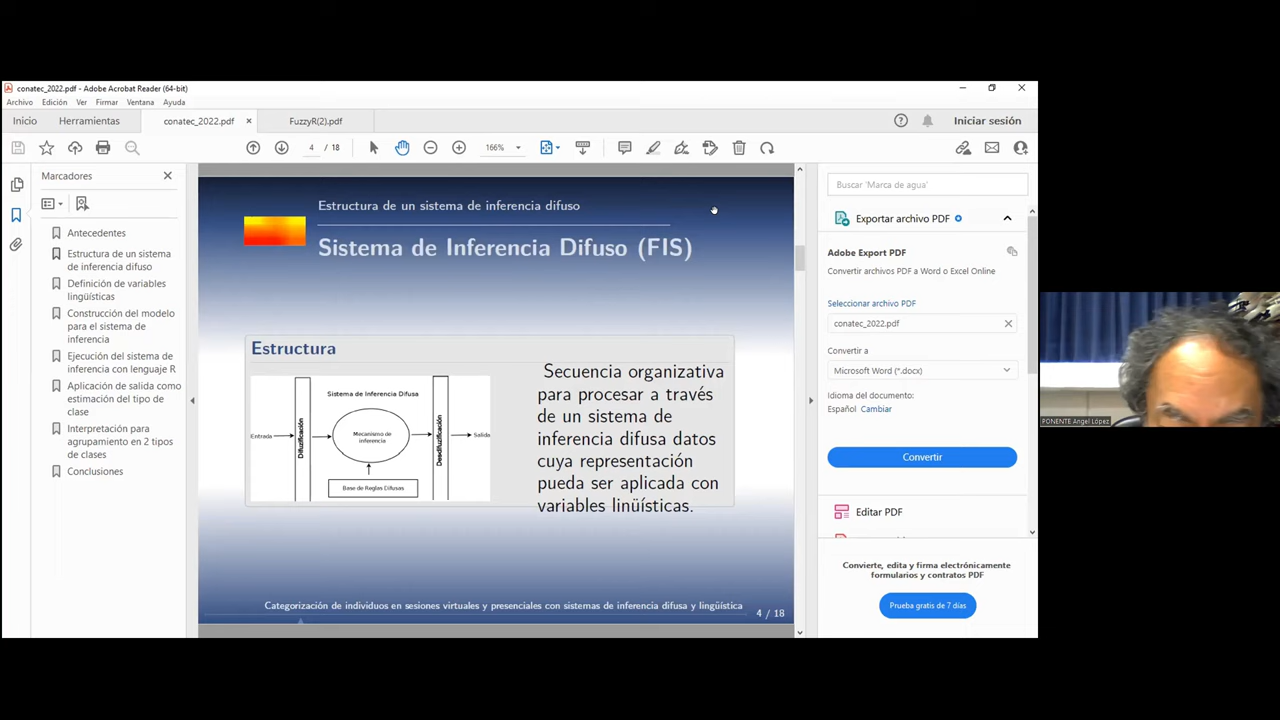 conatec_2022.pdf - Adobe Acrobat Reader (64-bit)
Archivo Edición Ver Firmar Ventana Ayuda
Inicio Herramientas conatec_2022.pdf × FuzzyR(2).pdf Iniciar sesión
4 / 18 166%
Marcadores
Antecedentes
Estructura de un sistema
de inferencia difuso
Definición de variables
lingüísticas
Construcción del modelo
para el sistema de
inferencia
Ejecución del sistema de
inferencia con lenguaje R
Aplicación de salida como
estimación del tipo de
clase
Interpretación para
agrupamiento en 2 tipos
de clases
Conclusiones
Estructura de un sistema de inferencia difuso
Sistema de Inferencia Difuso (FIS)
Estructura
Sistema de Inferencia Difusa
Entrada
Difuzificación
Mecanismo de
inferencia
Desdifuzificación
Salida
Base de Reglas Difusas
Secuencia organizativa
para procesar a través
de un sistema de
inferencia difusa datos
cuya representación
pueda ser aplicada con
variables linüísticas.
Categorización de individuos en sesiones virtuales y presenciales con sistemas de inferencia difusa y lingüística
4 / 18
Buscar 'Marca de agua'
Exportar archivo PDF
Adobe Export PDF
Convertir archivos PDF a Word o Excel Online
Seleccionar archivo PDF
conatec_2022.pdf
Convertir a
Microsoft Word (*.docx)
Idioma del documento:
Español Cambiar
Convertir
Editar PDF
Convierte, edita y firma electrónicamente
formularios y contratos PDF
Prueba gratis de 7 días
PONENTE Angel López